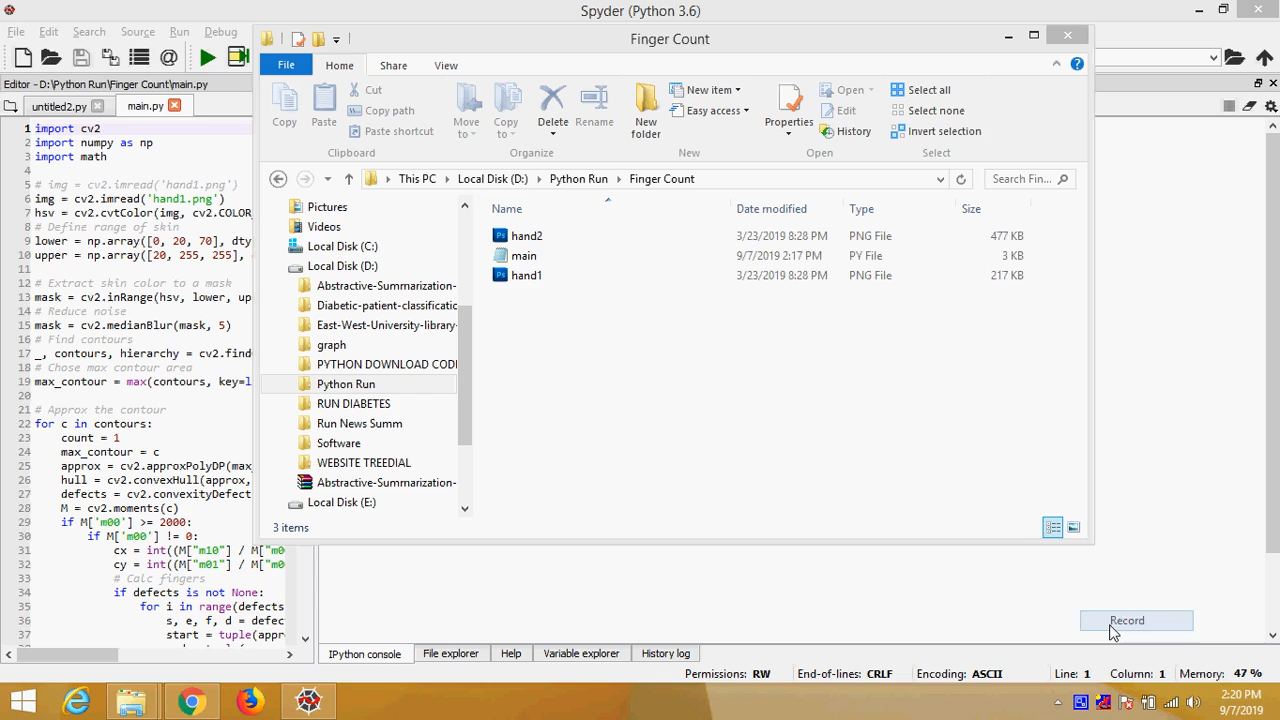 Spyder (Python 3.6)
File Edit Search Source Run Debug
Editor - D:\Python Run\Finger Count\main.py
untitled2.py main.py
1 import cv2
2 import numpy as np
3 import math
4
5 # img = cv2.imread('hand1.png')
6 img = cv2.imread('hand1.png')
7 hsv = cv2.cvtColor(img, cv2.COLOR
8 # Define range of skin
9 lower = np.array([0, 20, 70], dty
10 upper = np.array([20, 255, 255],
11
12 # Extract skin color to a mask
13 mask = cv2.inRange(hsv, lower, up
14 # Reduce noise
15 mask = cv2.medianBlur(mask, 5)
16 # Find contours
17 _, contours, hierarchy = cv2.find
18 # Chose max contour area
19 max_contour = max(contours, key=l
20
21 # Approx the contour
22 for c in contours:
23 count = 1
24 max_contour = c
25 approx = cv2.approxPolyDP(max_
26 hull = cv2.convexHull(approx,
27 defects = cv2.convexityDefect
28 M = cv2.moments(c)
29 if M['m00'] >= 2000:
30 if M['m00'] != 0:
31 cx = int((M["m10"] / M["m0
32 cy = int((M["m01"] / M["m0
33 # Calc fingers
34 if defects is not None:
35 for i in range(defects
36 s, e, f, d = defec
37 start = tuple(appr
Finger Count
File Home Share View
Copy
Paste
Cut
Copy path
Paste shortcut
Clipboard
Move to
Copy to
Delete
Rename
Organize
New folder
New item
Easy access
New
Properties
Open
Edit
History
Open
Select all
Select none
Invert selection
Select
This PC Local Disk (D:) Python Run Finger Count
Search Fin...
Pictures
Videos
Local Disk (C:)
Local Disk (D:)
Abstractive-Summarization-
Diabetic-patient-classificatic
East-West-University-library-
graph
PYTHON DOWNLOAD CODE
Python Run
RUN DIABETES
Run News Summ
Software
WEBSITE TREEDIAL
Abstractive-Summarization-
Local Disk (E:)
Name Date modified Type Size
hand2 3/23/2019 8:28 PM PNG File 477 KB
main 9/7/2019 2:17 PM PY File 3 KB
hand1 3/23/2019 8:28 PM PNG File 217 KB
3 items
Record
IPython console File explorer Help Variable explorer History log
Permissions: RW End-of-lines: CRLF Encoding: ASCII Line: 1 Column: 1 Memory: 47 %
2:20 PM
9/7/2019